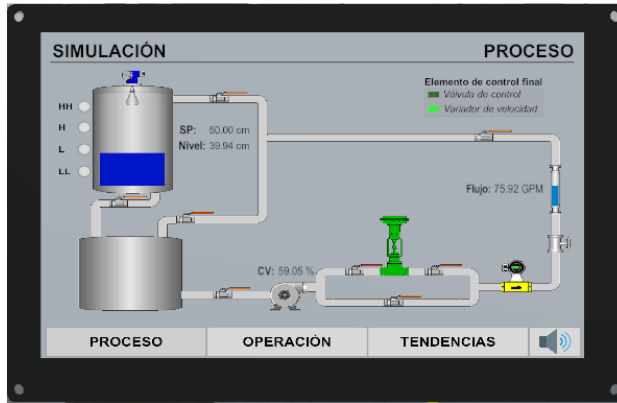 SIMULACIÓN
PROCESO
Elemento de control final
Válvula de control
Variador de velocidad
HH
H
L
LL
SP: 50.00 cm
Nivel: 39.94 cm
Flujo: 75.92 GPM
CV: 59.05 %
PROCESO
OPERACIÓN
TENDENCIAS